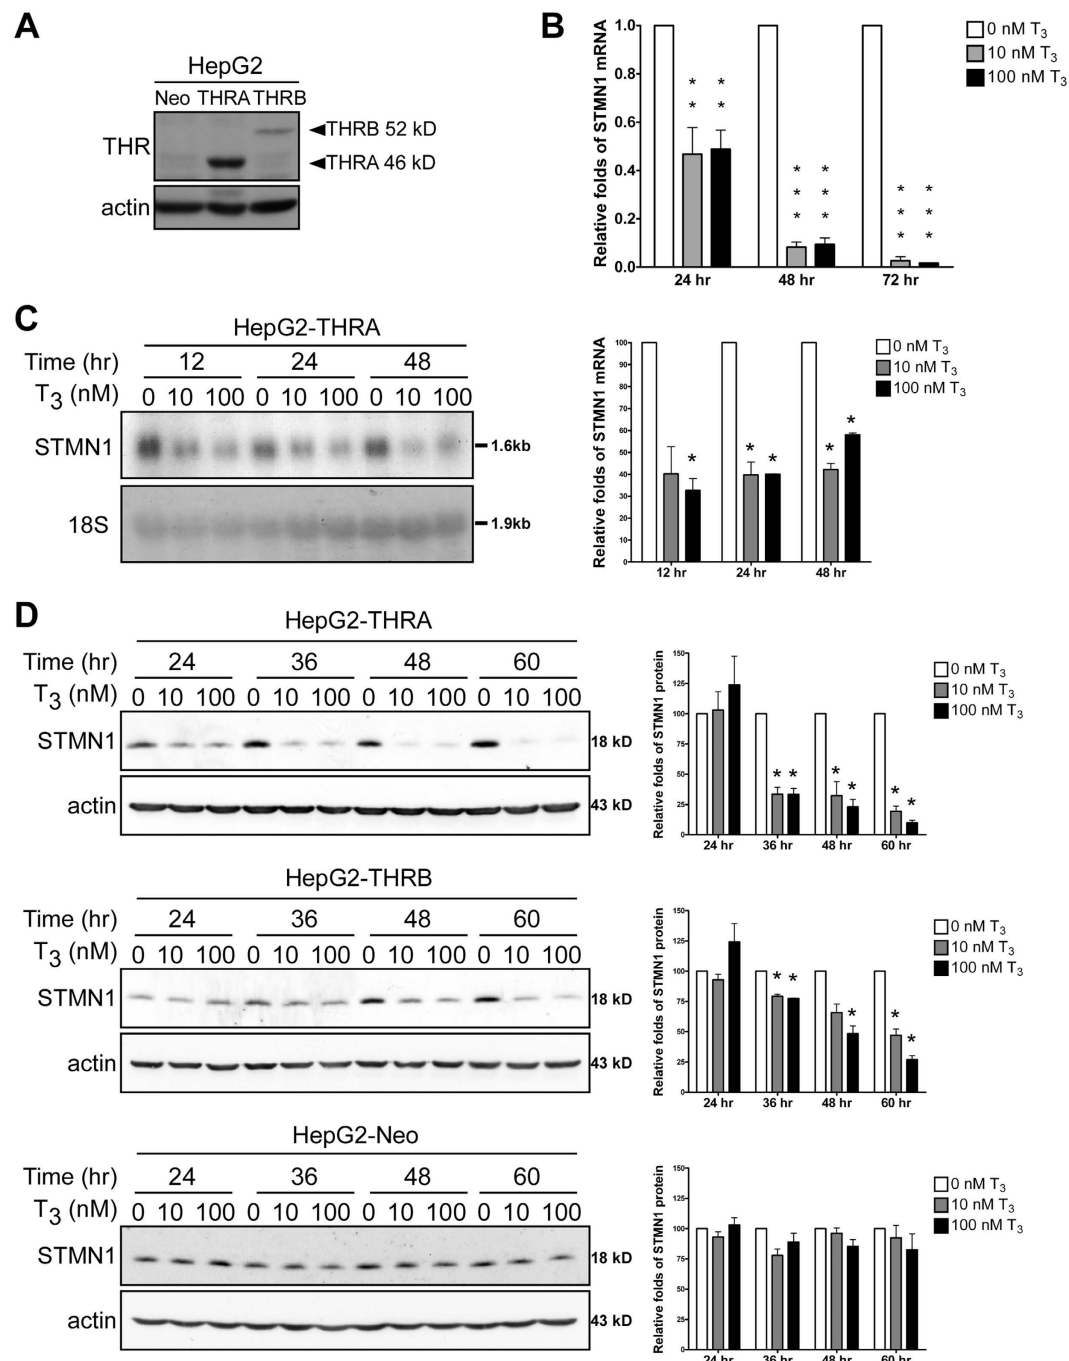 A
HepG2
Neo THRA THRB
THR
◄THRB 52 kD
◄THRA 46 kD
actin
B
Relative folds of STMN1 mRNA
1.0
0.8
0.6
0.4
0.2
0.0
* * * *
* * * * * *
* * * * * *
24 hr 48 hr 72 hr
0 nM T3
10 nM T3
100 nM T3
C
HepG2-THRA
Time (hr) 12 24 48
T3 (nM) 0 10 100 0 10 100 0 10 100
STMN1
1.6kb
18S
1.9kb
Relative folds of STMN1 mRNA
100
90
80
70
60
50
40
30
20
10
0
* * * * *
12 hr 24 hr 48 hr
0 nM T3
10 nM T3
100 nM T3
D
HepG2-THRA
Time (hr) 24 36 48 60
T3 (nM) 0 10 100 0 10 100 0 10 100 0 10 100
STMN1
18 kD
actin
43 kD
Relative folds of STMN1 protein
150
125
100
75
50
25
0
* * * * * *
24 hr 36 hr 48 hr 60 hr
0 nM T3
10 nM T3
100 nM T3
HepG2-THRB
Time (hr) 24 36 48 60
T3 (nM) 0 10 100 0 10 100 0 10 100 0 10 100
STMN1
18 kD
actin
43 kD
Relative folds of STMN1 protein
150
125
100
75
50
25
0
* * * * *
24 hr 36 hr 48 hr 60 hr
0 nM T3
10 nM T3
100 nM T3
HepG2-Neo
Time (hr) 24 36 48 60
T3 (nM) 0 10 100 0 10 100 0 10 100 0 10 100
STMN1
18 kD
actin
43 kD
Relative folds of STMN1 protein
150
125
100
75
50
25
0
24 hr 36 hr 48 hr 60 hr
0 nM T3
10 nM T3
100 nM T3